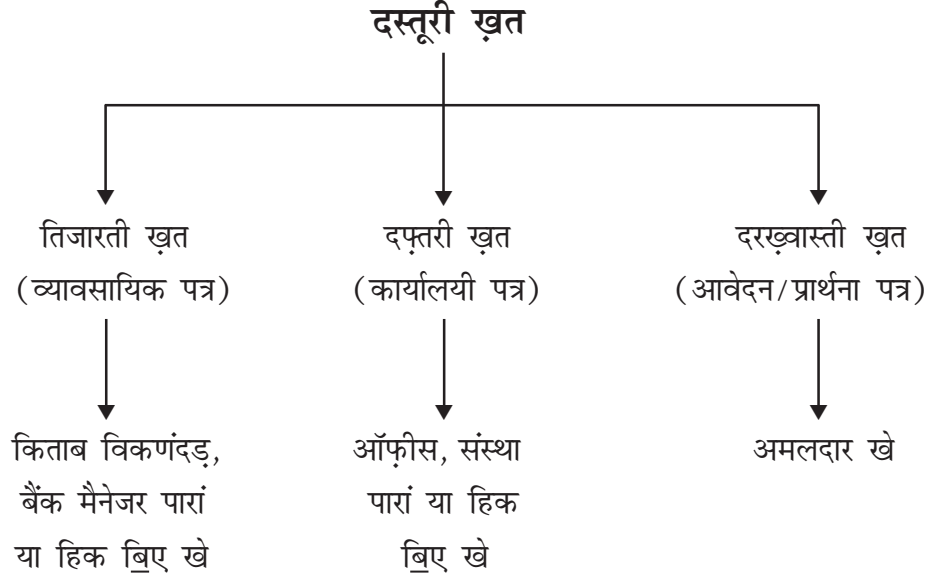 दस्तूरी ख़त
तिजारती ख़त
(व्यावसायिक पत्र)
दफ़्तरी ख़त
(कार्यालयी पत्र)
दरख़्वास्ती ख़त
(आवेदन/प्रार्थना पत्र)
किताब विकणंदड़,
बैंक मैनेजर पारां
या हिक ॿिए खे
ऑफ़ीस, संस्था
पारां या हिक
ॿिए खे
अमलदार खे